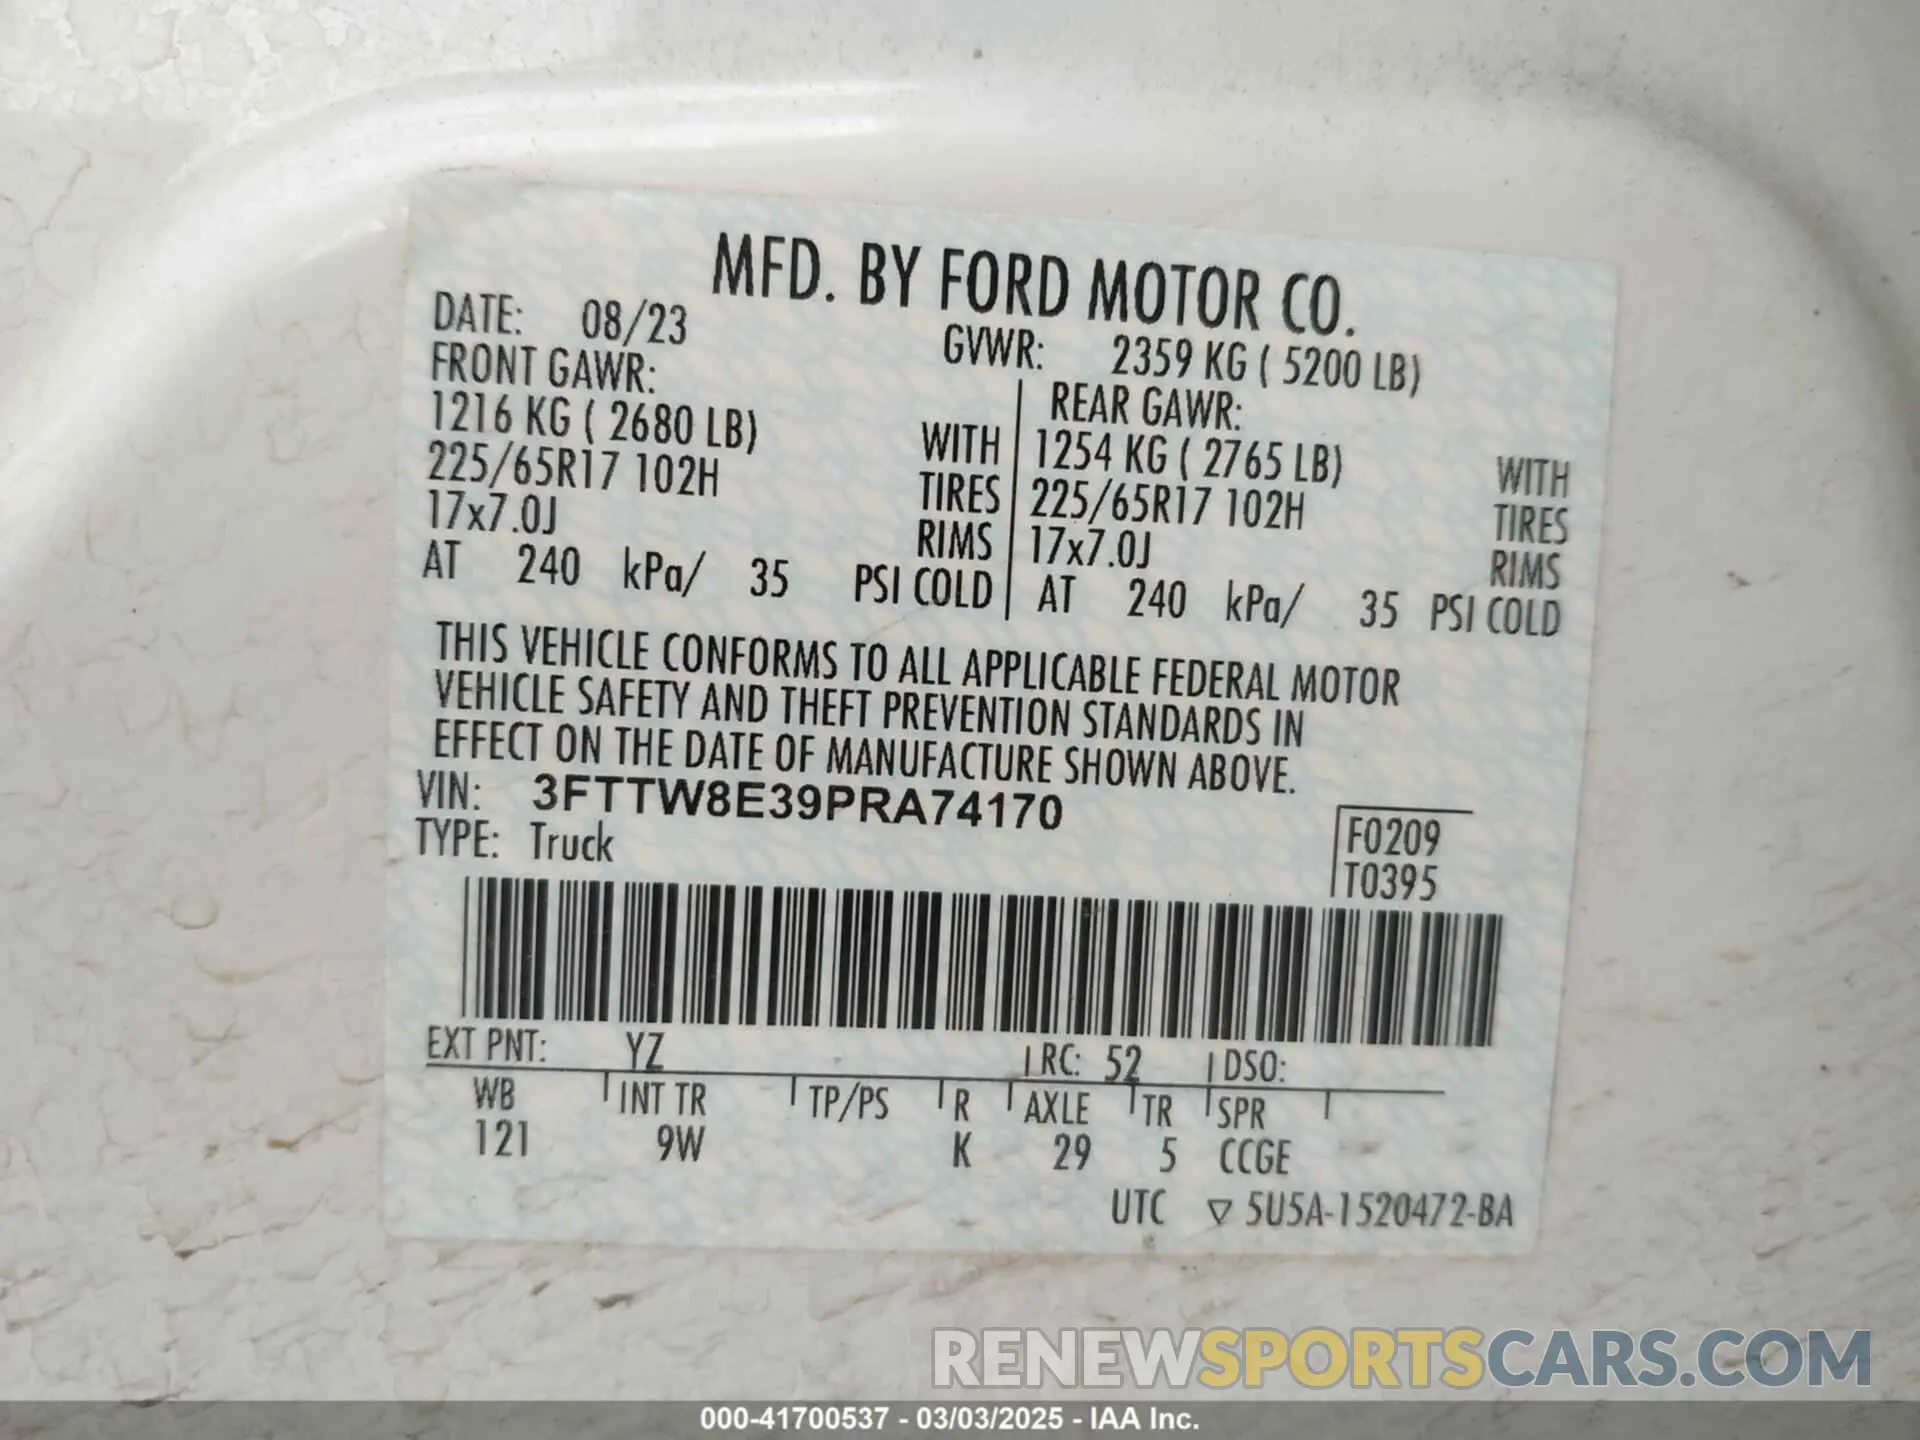 MFD. BY FORD MOTOR CO.
DATE: 08/23 GVWR: 2359 KG ( 5200 LB)
FRONT GAWR: REAR GAWR:
1216 KG ( 2680 LB) WITH 1254 KG ( 2765 LB) WITH
225/65R17 102H TIRES 225/65R17 102H TIRES
17x7.0J RIMS 17x7.0J RIMS
AT 240 kPa/ 35 PSI COLD AT 240 kPa/ 35 PSI COLD
THIS VEHICLE CONFORMS TO ALL APPLICABLE FEDERAL MOTOR
VEHICLE SAFETY AND THEFT PREVENTION STANDARDS IN
EFFECT ON THE DATE OF MANUFACTURE SHOWN ABOVE.
VIN: 3FTTW8E39PRA74170
TYPE: Truck
F0209
T0395
EXT PNT: YZ RC: 52 DSO:
WB INT TR TP/PS R AXLE TR SPR
121 9W K 29 5 CCGE
UTC ▽ 5U5A-1520472-BA
RENEWSPORTSCARS.COM
000-41700537 - 03/03/2025 - IAA Inc.